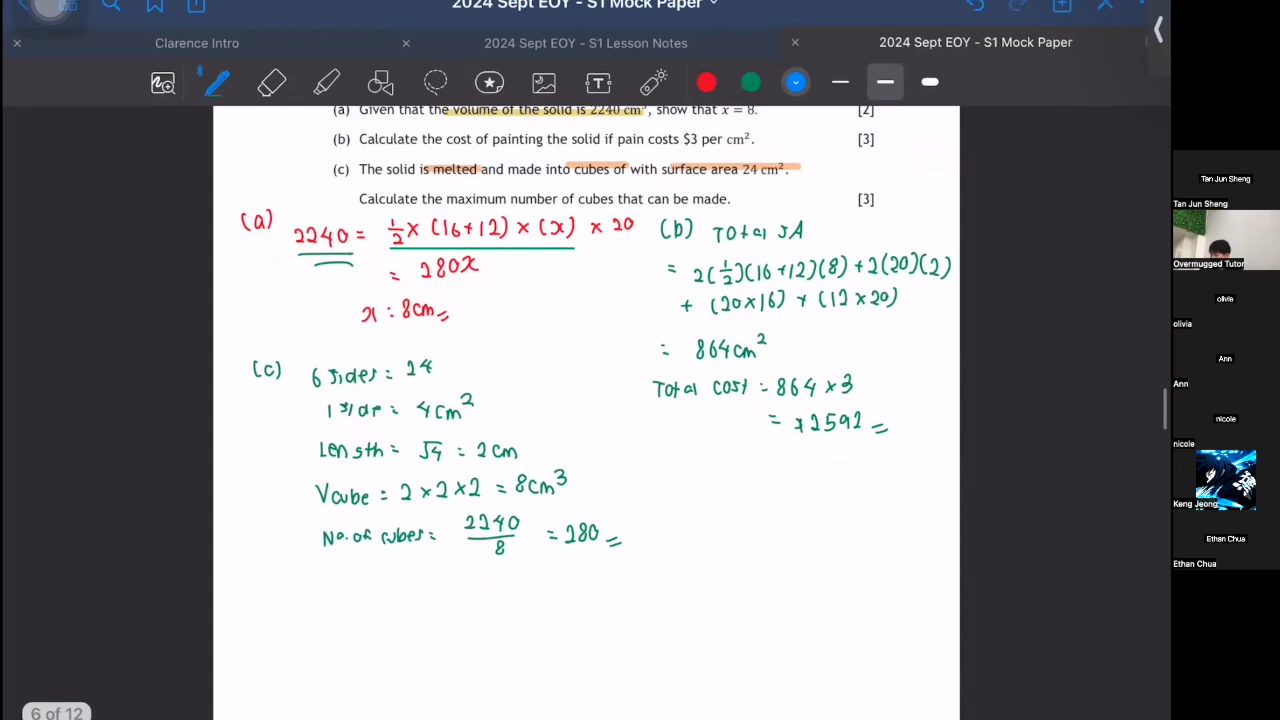 2024 Sept EOY - S1 Mock Paper
Clarence Intro
2024 Sept EOY - S1 Lesson Notes
2024 Sept EOY - S1 Mock Paper
(a) Given that the volume of the solid is 2240 cm³, show that x = 8. [2]
(b) Calculate the cost of painting the solid if pain costs $3 per cm². [3]
(c) The solid is melted and made into cubes of with surface area 24 cm².
Calculate the maximum number of cubes that can be made. [3]
(a) 2240 = ½ × (16+12) × (x) × 20
= 280x
x = 8cm
(b) Total SA
= 2(½)(16+12)(8) + 2(20)(2)
+ (20×16) + (12×20)
= 864cm²
Total cost = 864 × 3
= $2592
(c) 6 sides = 24
1 side = 4cm²
Length = √4 = 2cm
Vcube = 2 × 2 × 2 = 8cm³
No. of cubes = 2240/8 = 280
6 of 12
Tan Jun Sheng
Tan Jun Sheng
Overmugged Tutor
olivia
olivia
Ann
Ann
nicole
nicole
Keng Jeong
Ethan Chua
Ethan Chua